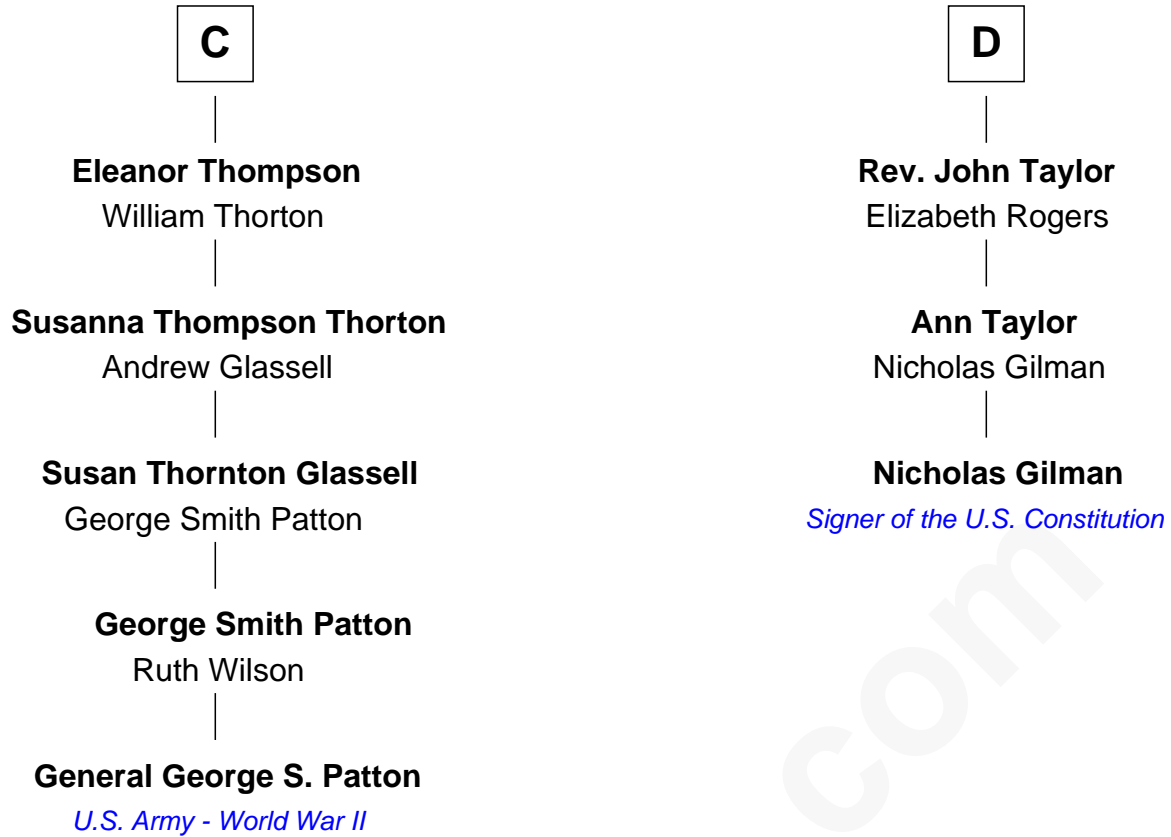 C
Eleanor Thompson
William Thorton
Susanna Thompson Thorton
Andrew Glassell
Susan Thornton Glassell
George Smith Patton
George Smith Patton
Ruth Wilson
General George S. Patton
U.S. Army - World War II
D
Rev. John Taylor
Elizabeth Rogers
Ann Taylor
Nicholas Gilman
Nicholas Gilman
Signer of the U.S. Constitution
com